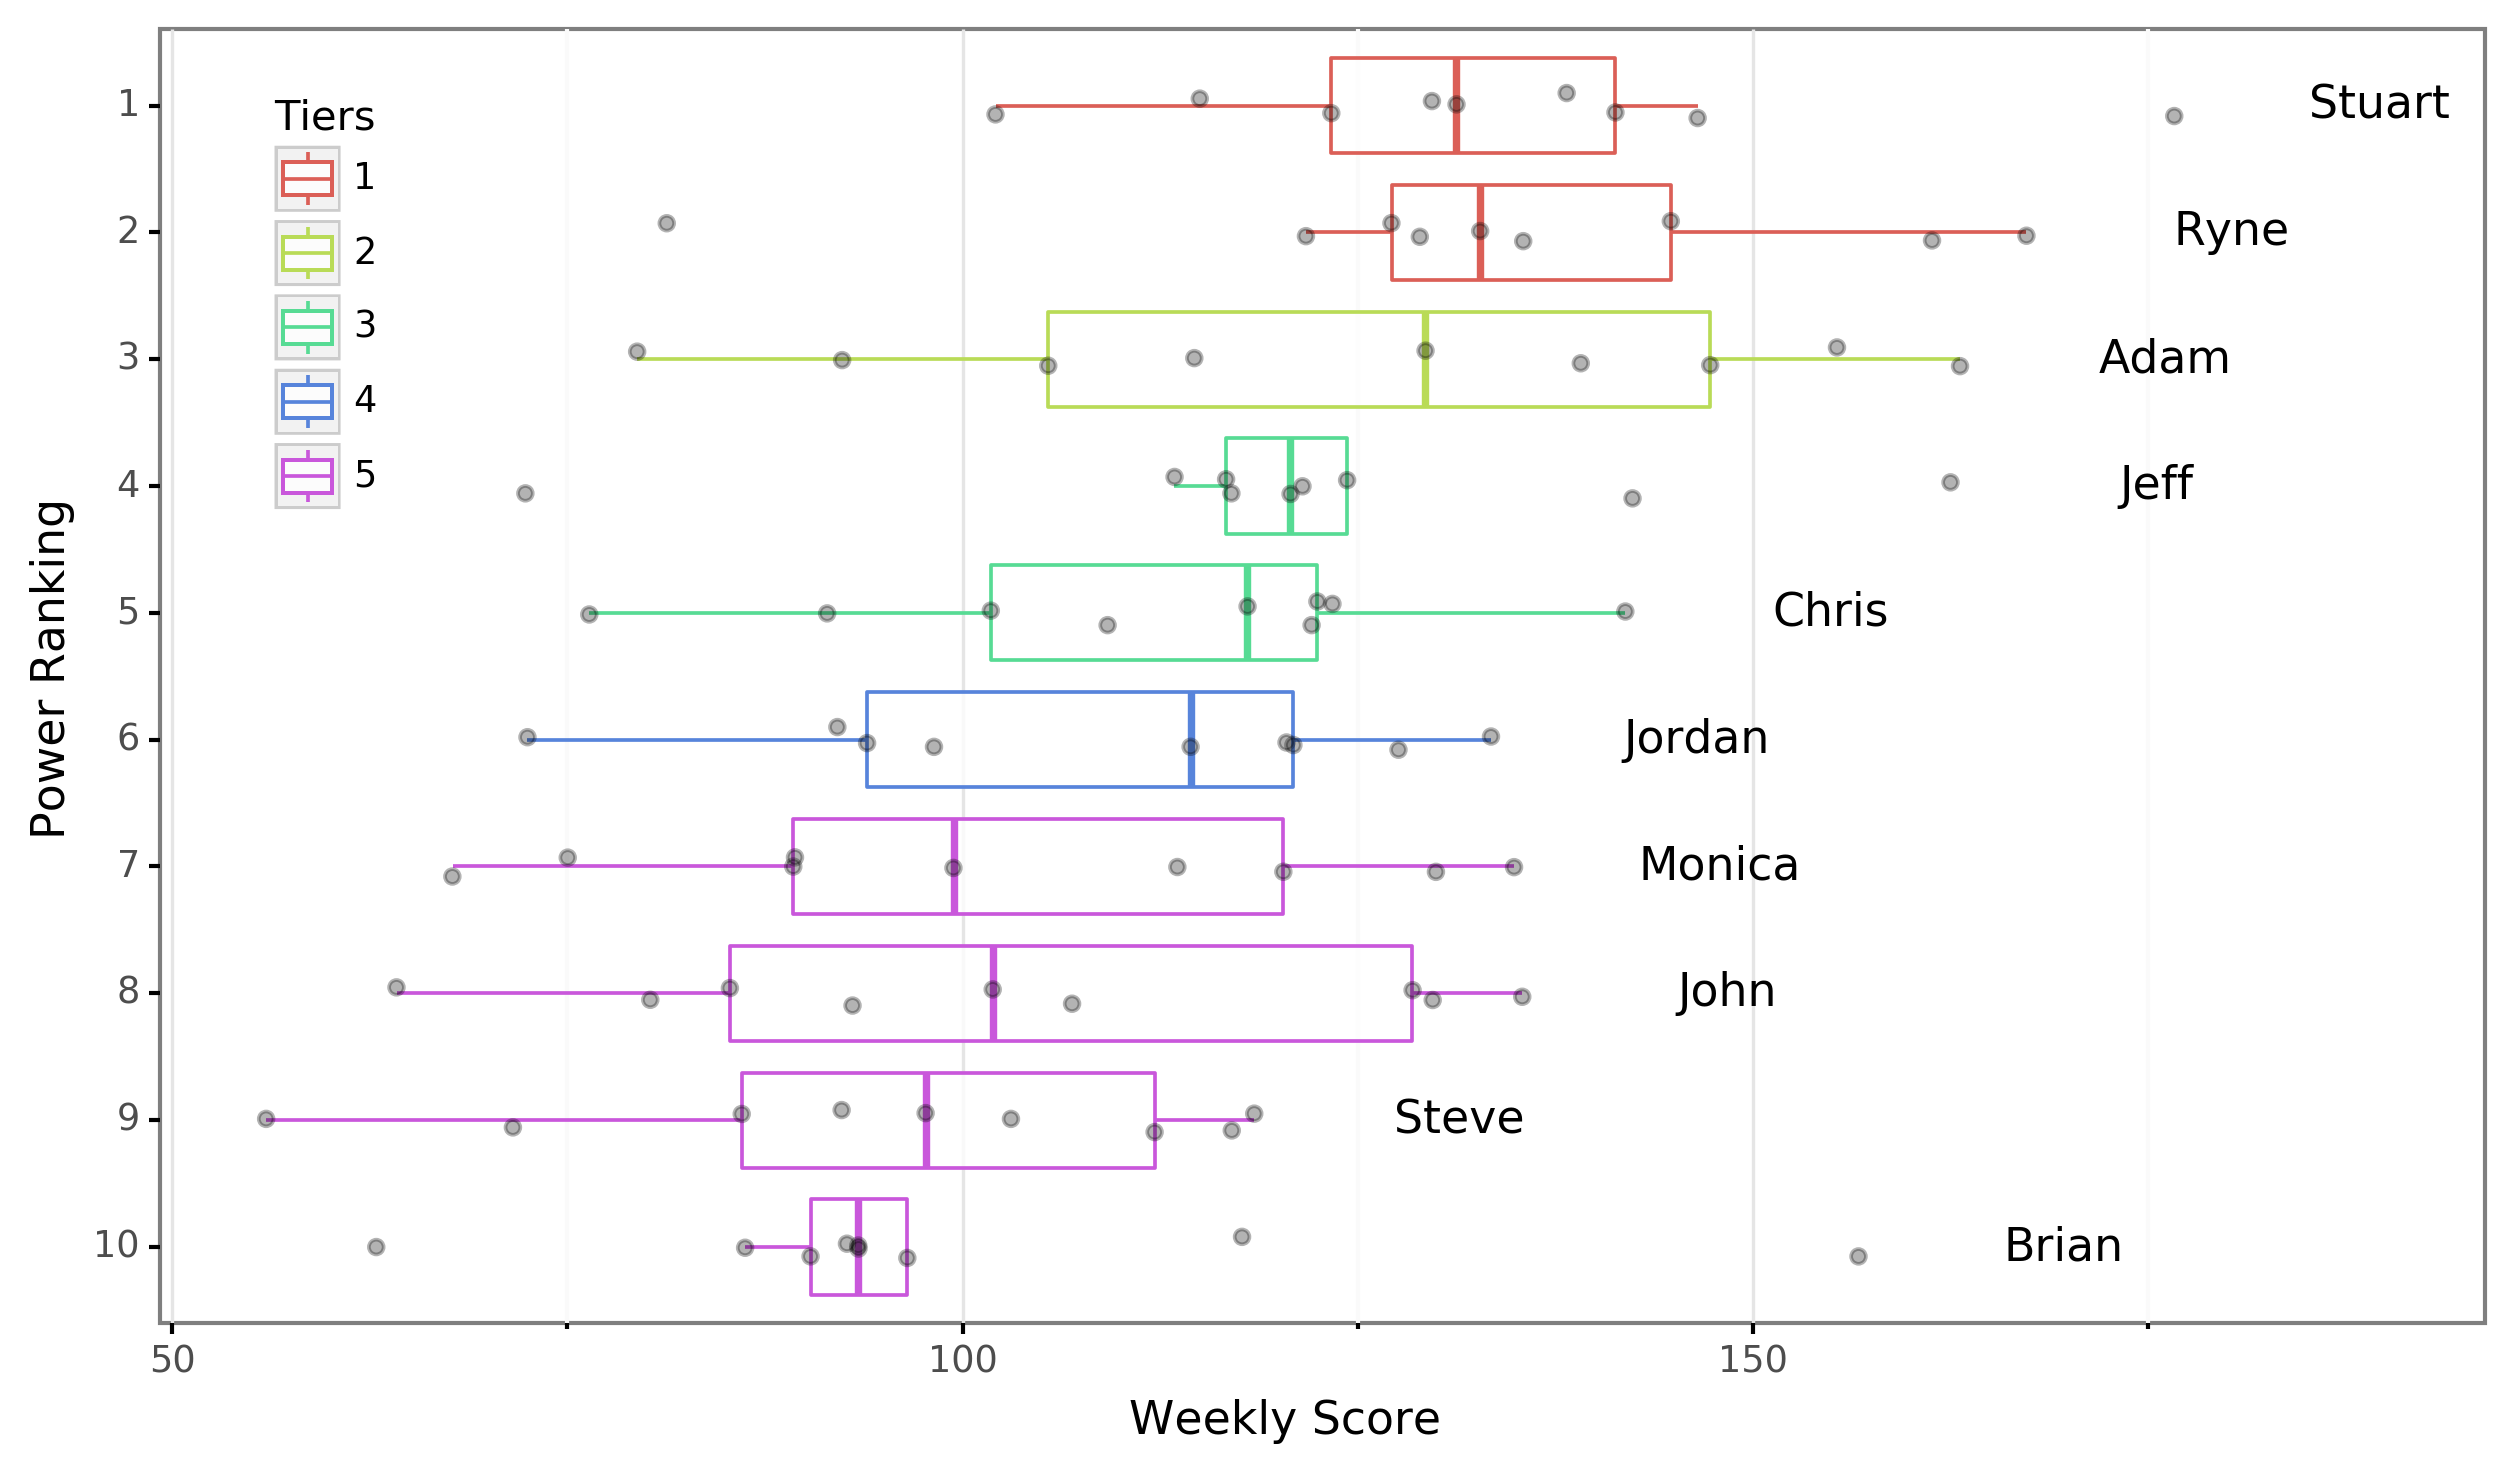 1 Stuart
Tiers
1
2 Ryne
2
3 Adam
3
4
4 Jeff
5
5 Chris
6 Jordan
7 Monica
8 John
9 Steve
10 Brian
Power Ranking
50 100 150
Weekly Score